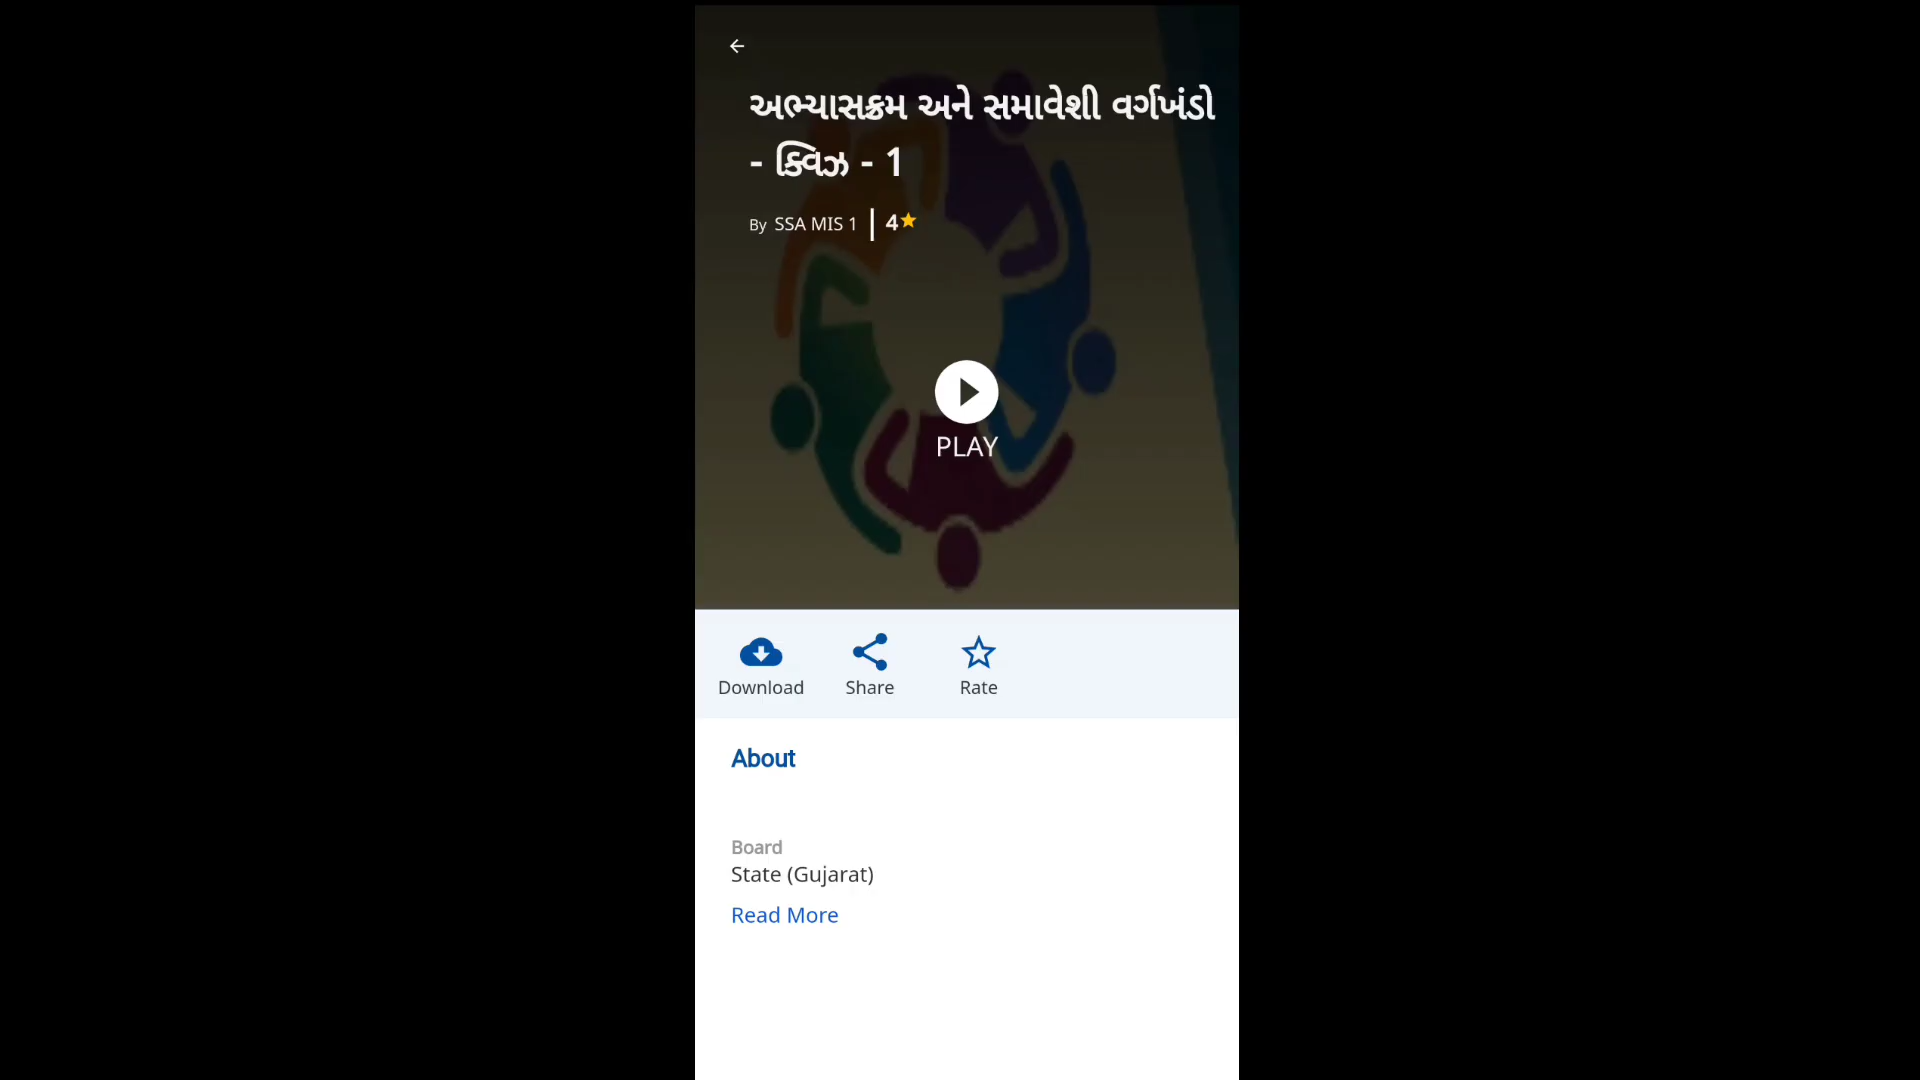 અભ્યાસક્રમ અને સમાવેશી વર્ગખંડો
- ક્વિઝ - 1
By SSA MIS 1 | 4
PLAY
Download Share Rate
About
Board
State (Gujarat)
Read More